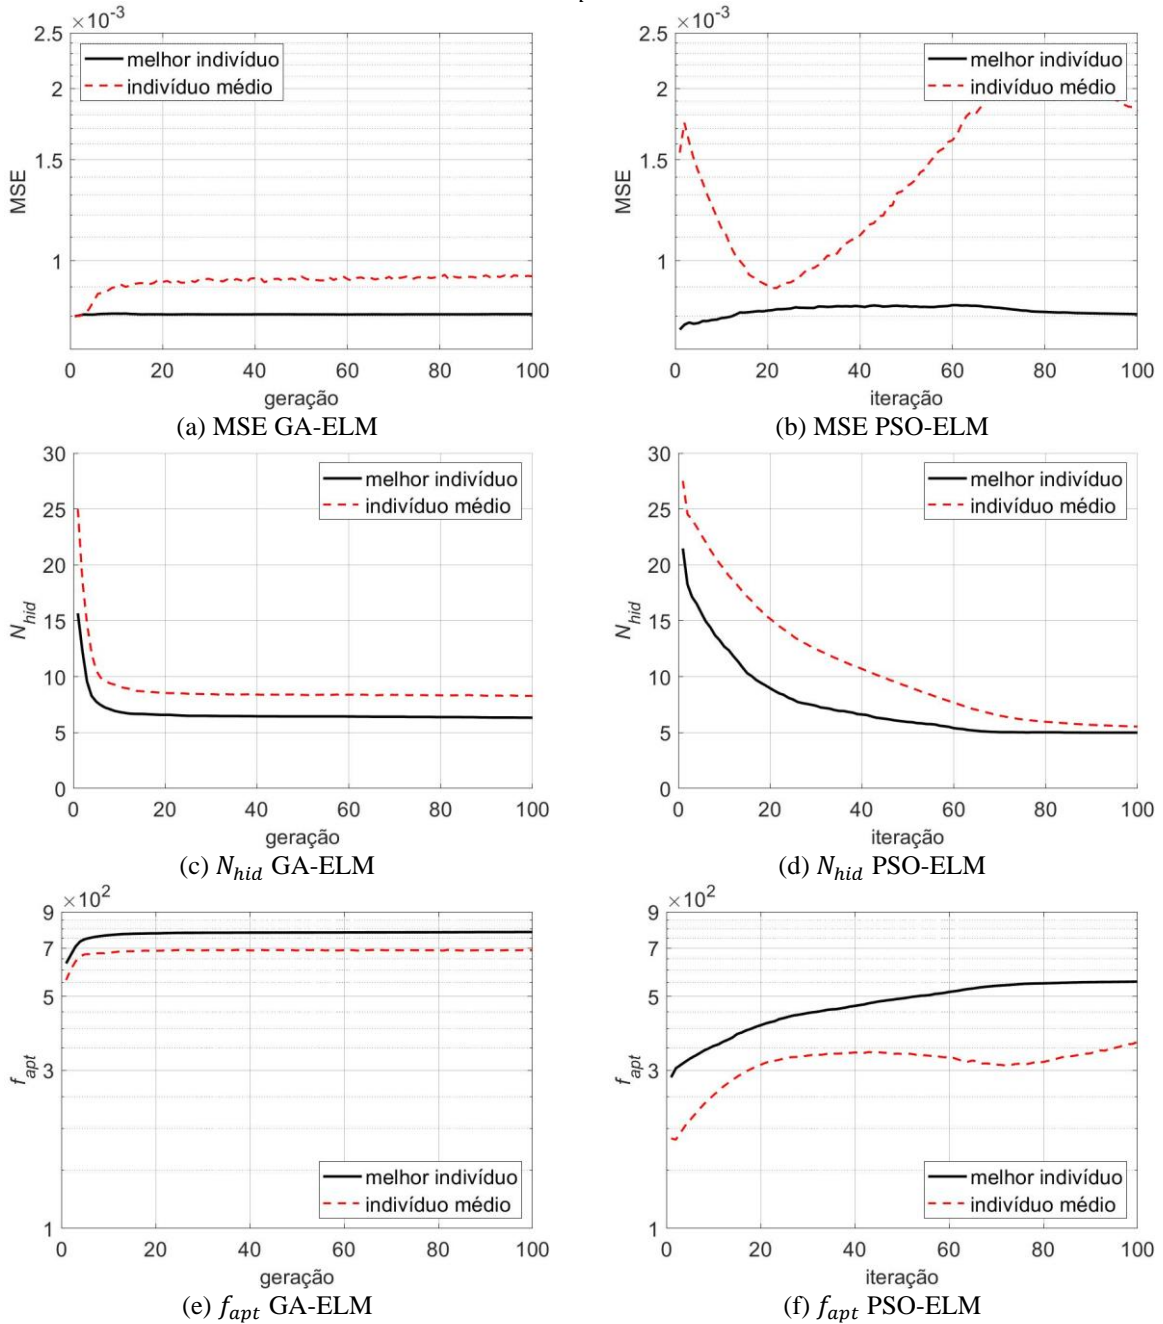 ×10⁻³
2.5
2
1.5
1
MSE
melhor indivíduo
indivíduo médio
0 20 40 60 80 100
geração
(a) MSE GA-ELM
×10⁻³
2.5
2
1.5
1
MSE
melhor indivíduo
indivíduo médio
0 20 40 60 80 100
iteração
(b) MSE PSO-ELM
30
25
20
15
10
5
0
N_hid
melhor indivíduo
indivíduo médio
0 20 40 60 80 100
geração
(c) N_hid GA-ELM
30
25
20
15
10
5
0
N_hid
melhor indivíduo
indivíduo médio
0 20 40 60 80 100
iteração
(d) N_hid PSO-ELM
×10²
9
7
5
3
1
f_apt
melhor indivíduo
indivíduo médio
0 20 40 60 80 100
geração
(e) f_apt GA-ELM
×10²
9
7
5
3
1
f_apt
melhor indivíduo
indivíduo médio
0 20 40 60 80 100
iteração
(f) f_apt PSO-ELM